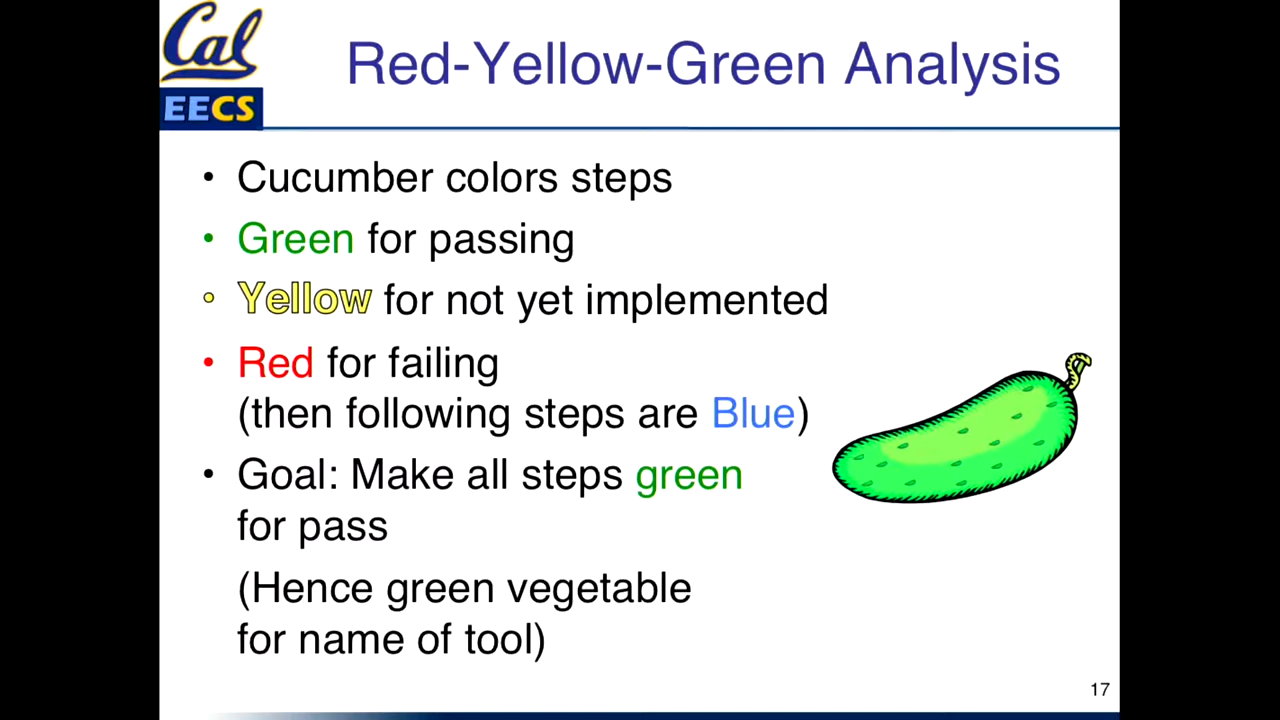 Cal
EECS
Red-Yellow-Green Analysis
• Cucumber colors steps
• Green for passing
• Yellow for not yet implemented
• Red for failing
(then following steps are Blue)
• Goal: Make all steps green
for pass
(Hence green vegetable
for name of tool)
17